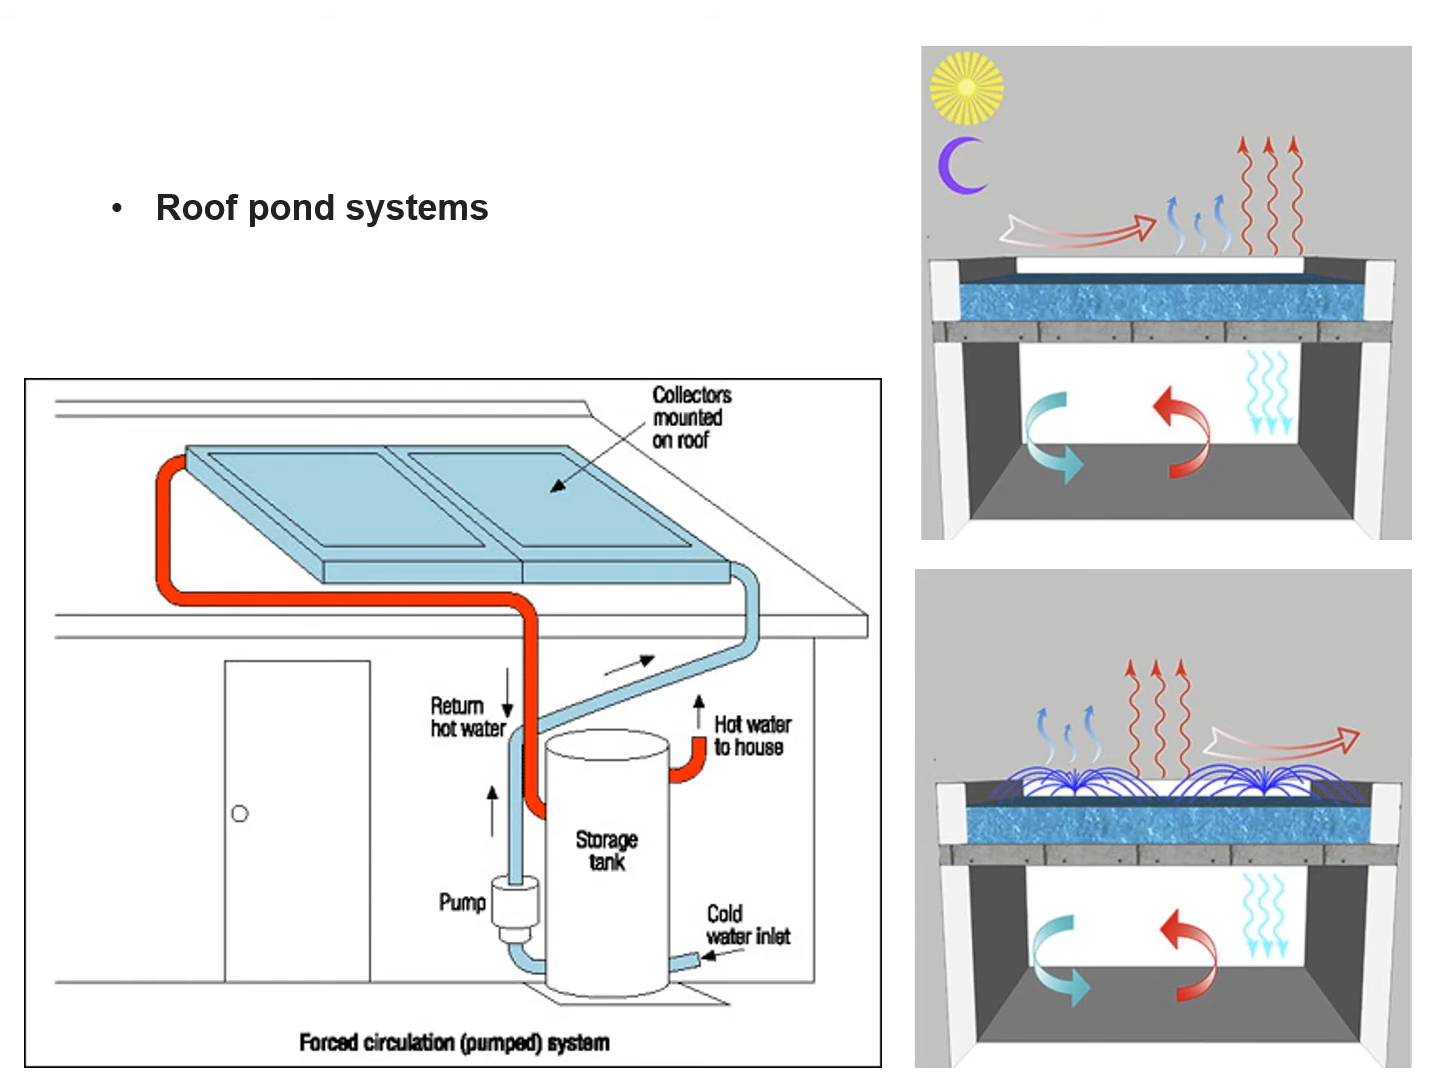 • Roof pond systems
Collectors
mounted
on roof
Return
hot water
Hot water
to house
Storage
tank
Pump
Cold
water inlet
Forced circulation (pumped) system